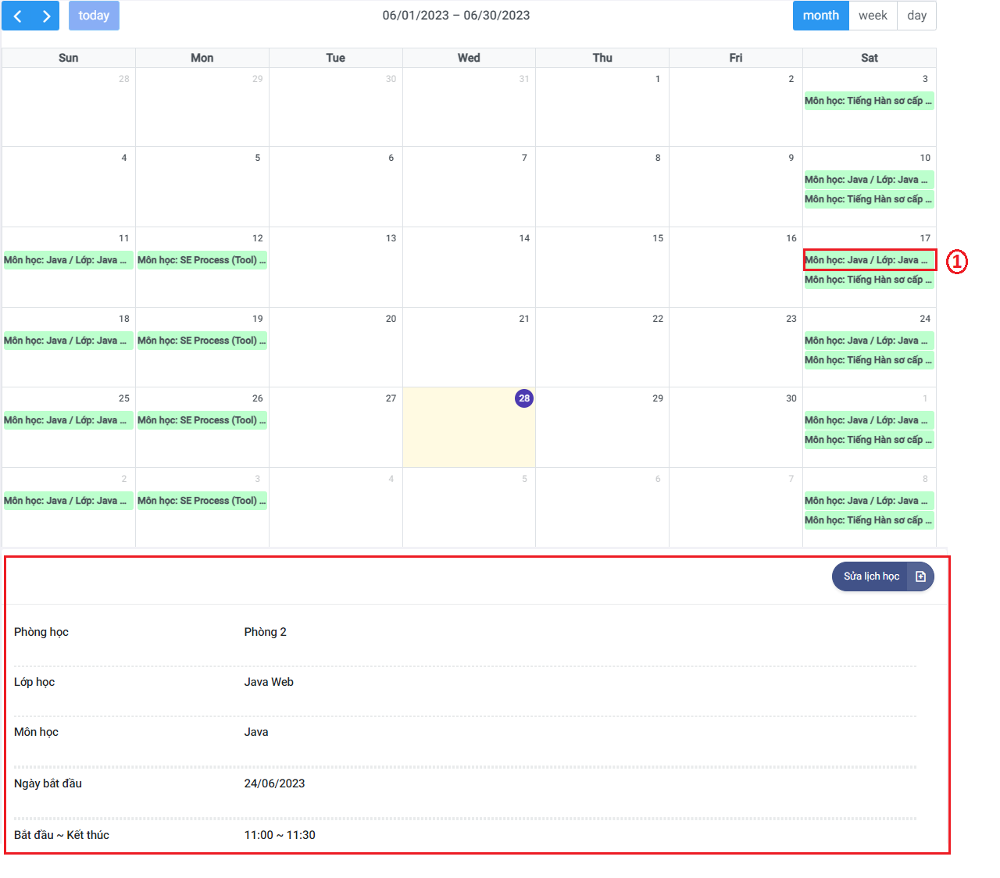 today 06/01/2023 – 06/30/2023 month week day
Sun Mon Tue Wed Thu Fri Sat
28 29 30 31 1 2 3
Môn học: Tiếng Hàn sơ cấp ...
4 5 6 7 8 9 10
Môn học: Java / Lớp: Java ...
Môn học: Tiếng Hàn sơ cấp ...
11 12 13 14 15 16 17
Môn học: Java / Lớp: Java ... Môn học: SE Process (Tool) ... Môn học: Java / Lớp: Java ... 1
Môn học: Tiếng Hàn sơ cấp ...
18 19 20 21 22 23 24
Môn học: Java / Lớp: Java ... Môn học: SE Process (Tool) ... Môn học: Java / Lớp: Java ...
Môn học: Tiếng Hàn sơ cấp ...
25 26 27 28 29 30 1
Môn học: Java / Lớp: Java ... Môn học: SE Process (Tool) ... Môn học: Java / Lớp: Java ...
Môn học: Tiếng Hàn sơ cấp ...
2 3 4 5 6 7 8
Môn học: Java / Lớp: Java ... Môn học: SE Process (Tool) ... Môn học: Java / Lớp: Java ...
Môn học: Tiếng Hàn sơ cấp ...
Sửa lịch học
Phòng học Phòng 2
Lớp học Java Web
Môn học Java
Ngày bắt đầu 24/06/2023
Bắt đầu ~ Kết thúc 11:00 ~ 11:30